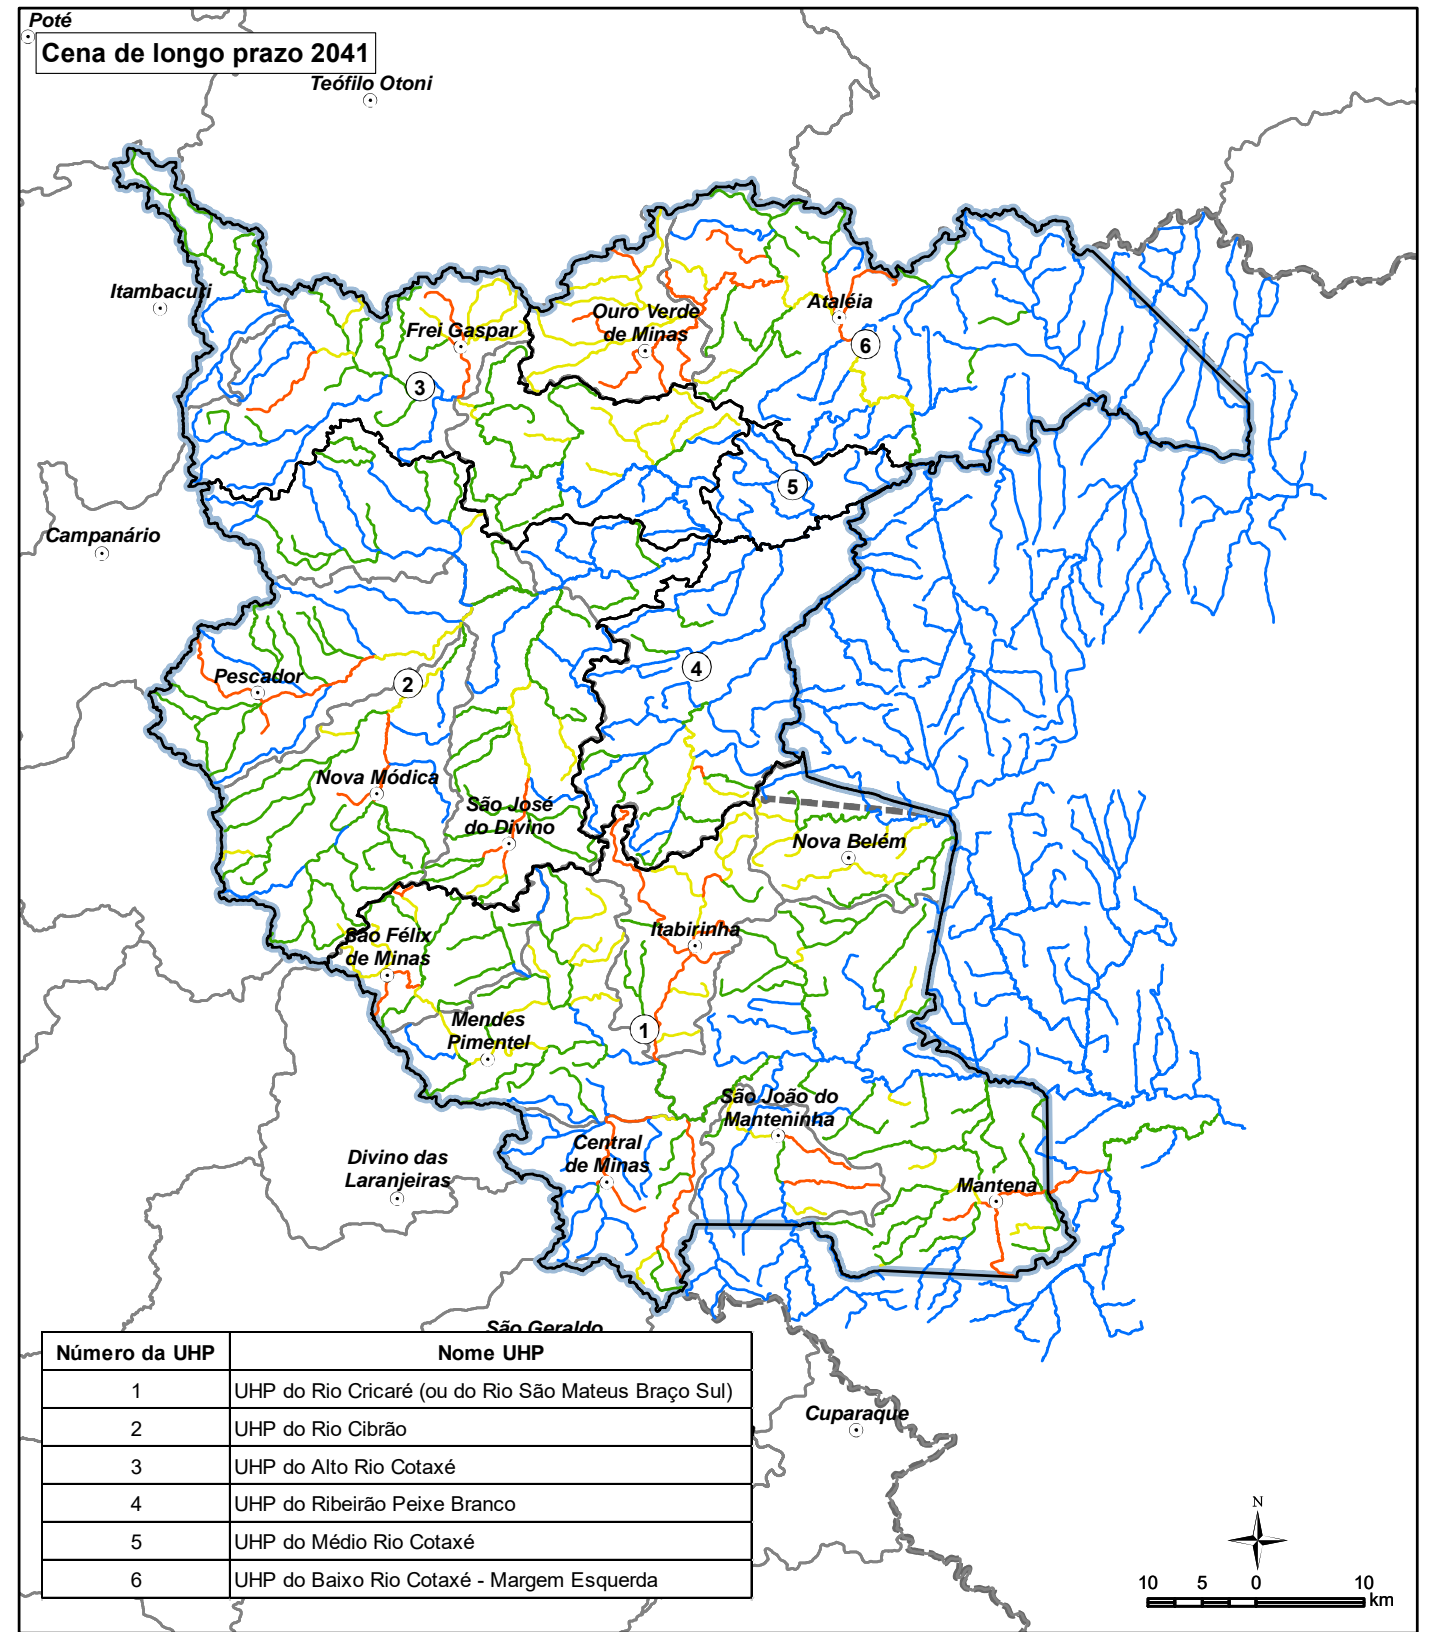 Poté
Cena de longo prazo 2041
Teófilo Otoni
Itambacuri
Frei Gaspar
Ouro Verde
de Minas
Ataléia
6
3
5
Campanário
4
Pescador
2
Nova Módica
São José
do Divino
Nova Belém
Itabirinha
São Félix
de Minas
Mendes
Pimentel
1
São João do
Manteninha
Central
de Minas
Divino das
Laranjeiras
Mantena
São Geraldo
Número da UHP Nome UHP
1 UHP do Rio Cricaré (ou do Rio São Mateus Braço Sul)
2 UHP do Rio Cibrão
3 UHP do Alto Rio Cotaxé
4 UHP do Ribeirão Peixe Branco
5 UHP do Médio Rio Cotaxé
6 UHP do Baixo Rio Cotaxé - Margem Esquerda
Cuparaque
N
10 5 0 10
km